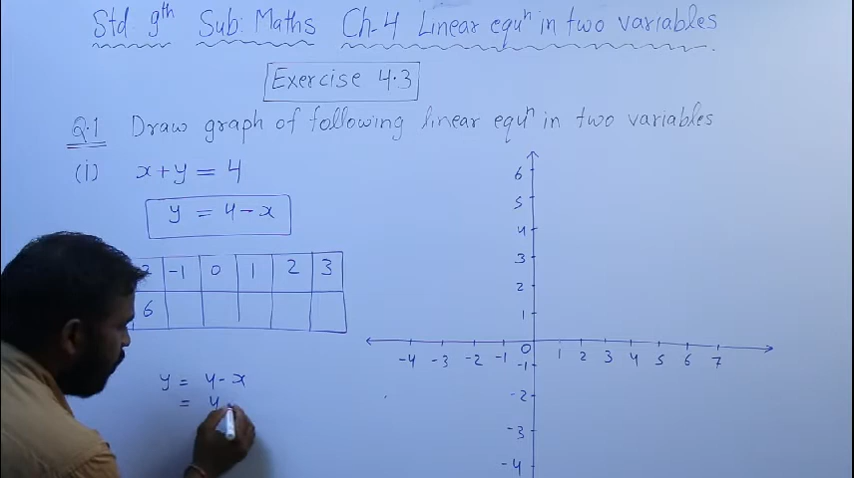 Std 9th Sub: Maths Ch-4 Linear equn in two variables
Exercise 4.3
Q.1 Draw graph of following linear equn in two variables
(i) x+y = 4
y = 4-x
-1 0 1 2 3
6
y = 4-x
= 4
6
5
4
3
2
1
-4 -3 -2 -1 0 1 2 3 4 5 6 7
-1
-2
-3
-4